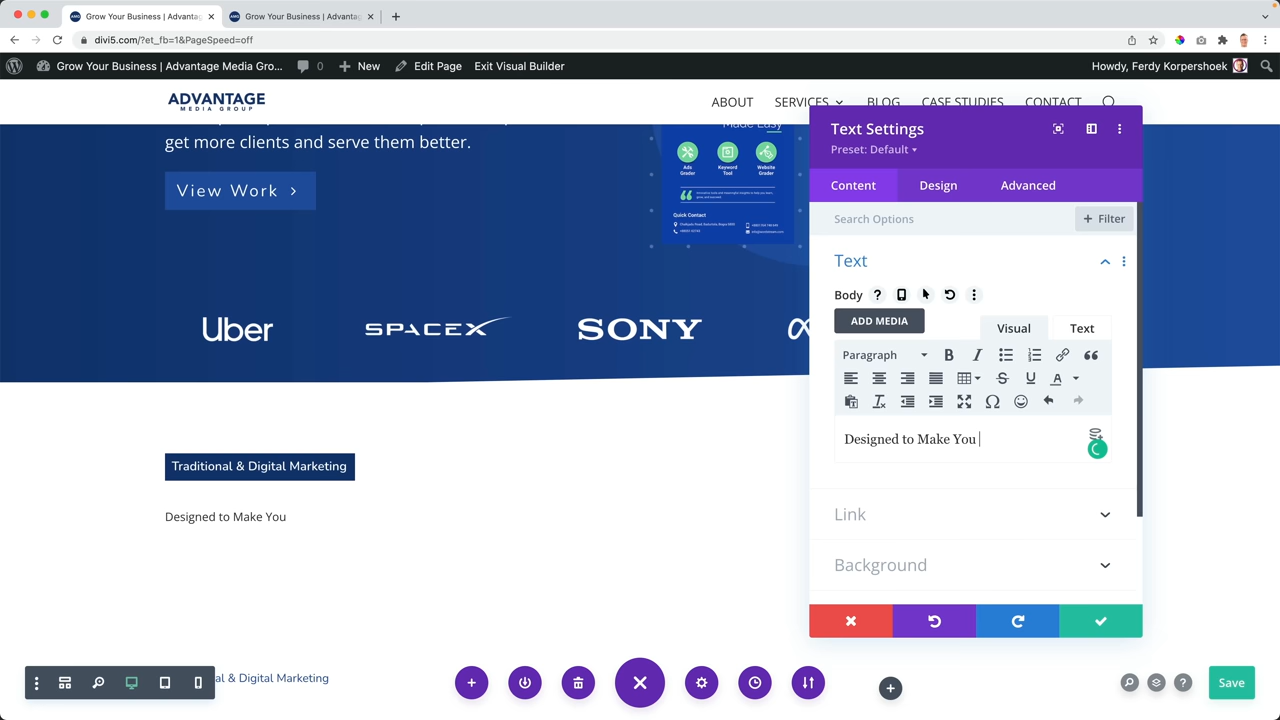 Grow Your Business | Advantag
Grow Your Business | Advantag
divi5.com/?et_fb=1&PageSpeed=off
Grow Your Business | Advantage Media Gro...
0
New
Edit Page
Exit Visual Builder
Howdy, Ferdy Korpershoek
ADVANTAGE
MEDIA GROUP
ABOUT
SERVICES
BLOG
CASE STUDIES
CONTACT
get more clients and serve them better.
View Work
Made Easy
Ads Grader
Keyword Tool
Website Grader
Quick Contact
Uber
SPACEX
SONY
Traditional & Digital Marketing
Designed to Make You
al & Digital Marketing
Text Settings
Preset: Default
Content
Design
Advanced
Search Options
+ Filter
Text
Body
ADD MEDIA
Visual
Text
Paragraph
Designed to Make You
Link
Background
Save